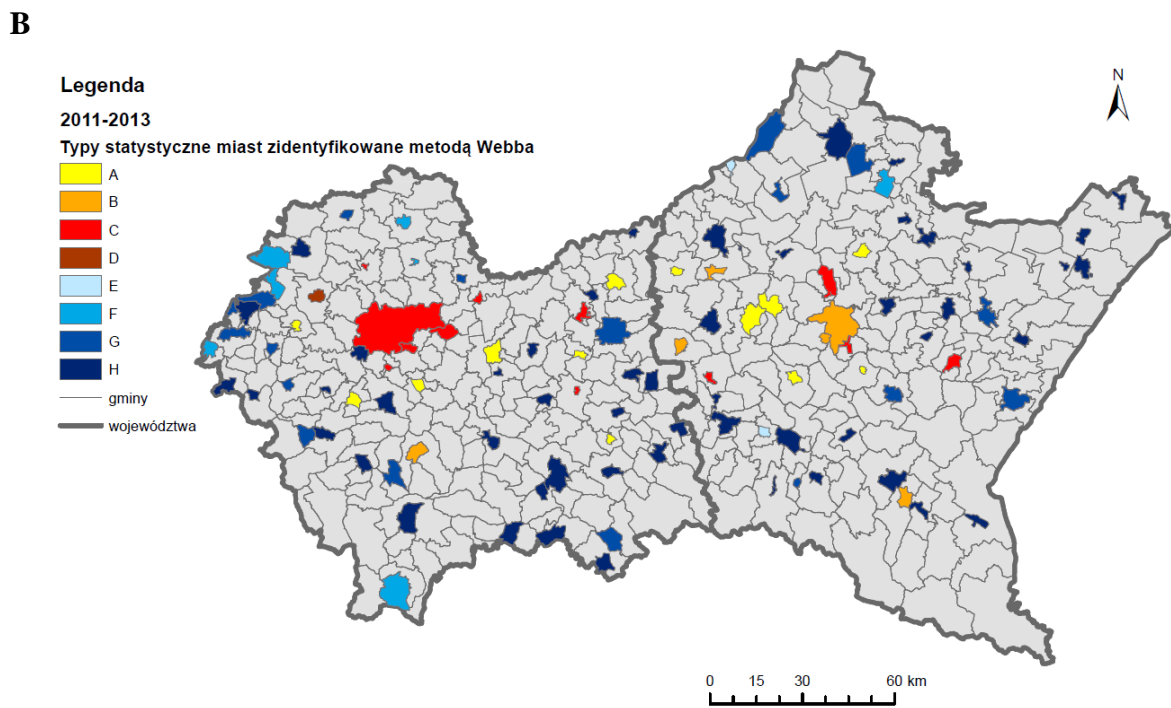 B
Legenda
2011-2013
Typy statystyczne miast zidentyfikowane metodą Webba
A
B
C
D
E
F
G
H
gminy
województwa
N
0 15 30 60 km